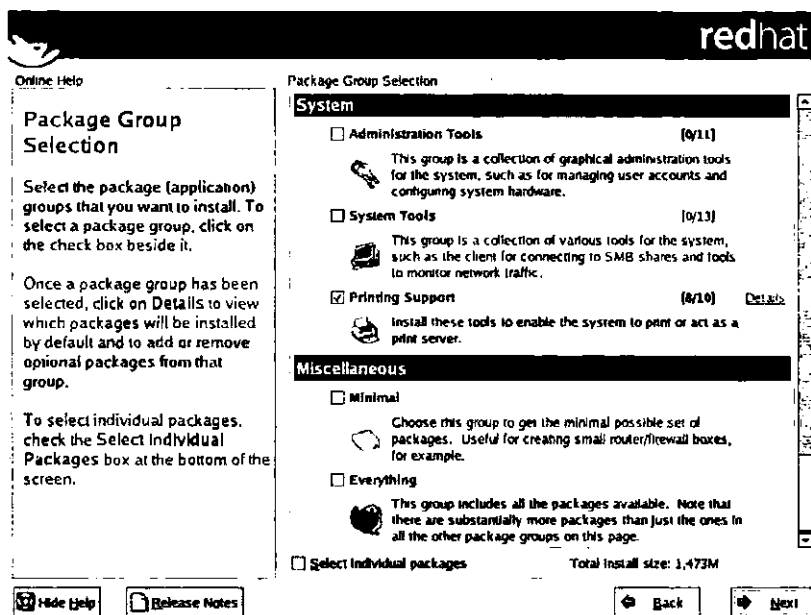 redhat
Online Help
Package Group
Selection
Select the package (application)
groups that you want to install. To
select a package group, click on
the check box beside it.
Once a package group has been
selected, click on Details to view
which packages will be installed
by default and to add or remove
optional packages from that
group.
To select individual packages,
check the Select Individual
Packages box at the bottom of the
screen.
Hide Help
Release Notes
Package Group Selection
System
Administration Tools [0/11]
This group is a collection of graphical administration tools
for the system, such as for managing user accounts and
configuring system hardware.
System Tools [0/13]
This group is a collection of various tools for the system,
such as the client for connecting to SMB shares and tools
to monitor network traffic.
Printing Support [8/10] Details
Install these tools to enable the system to print or act as a
print server.
Miscellaneous
Minimal
Choose this group to get the minimal possible set of
packages. Useful for creating small router/firewall boxes,
for example.
Everything
This group includes all the packages available. Note that
there are substantially more packages than just the ones in
all the other package groups on this page.
Select Individual packages Total install size: 1,473M
Back
Next